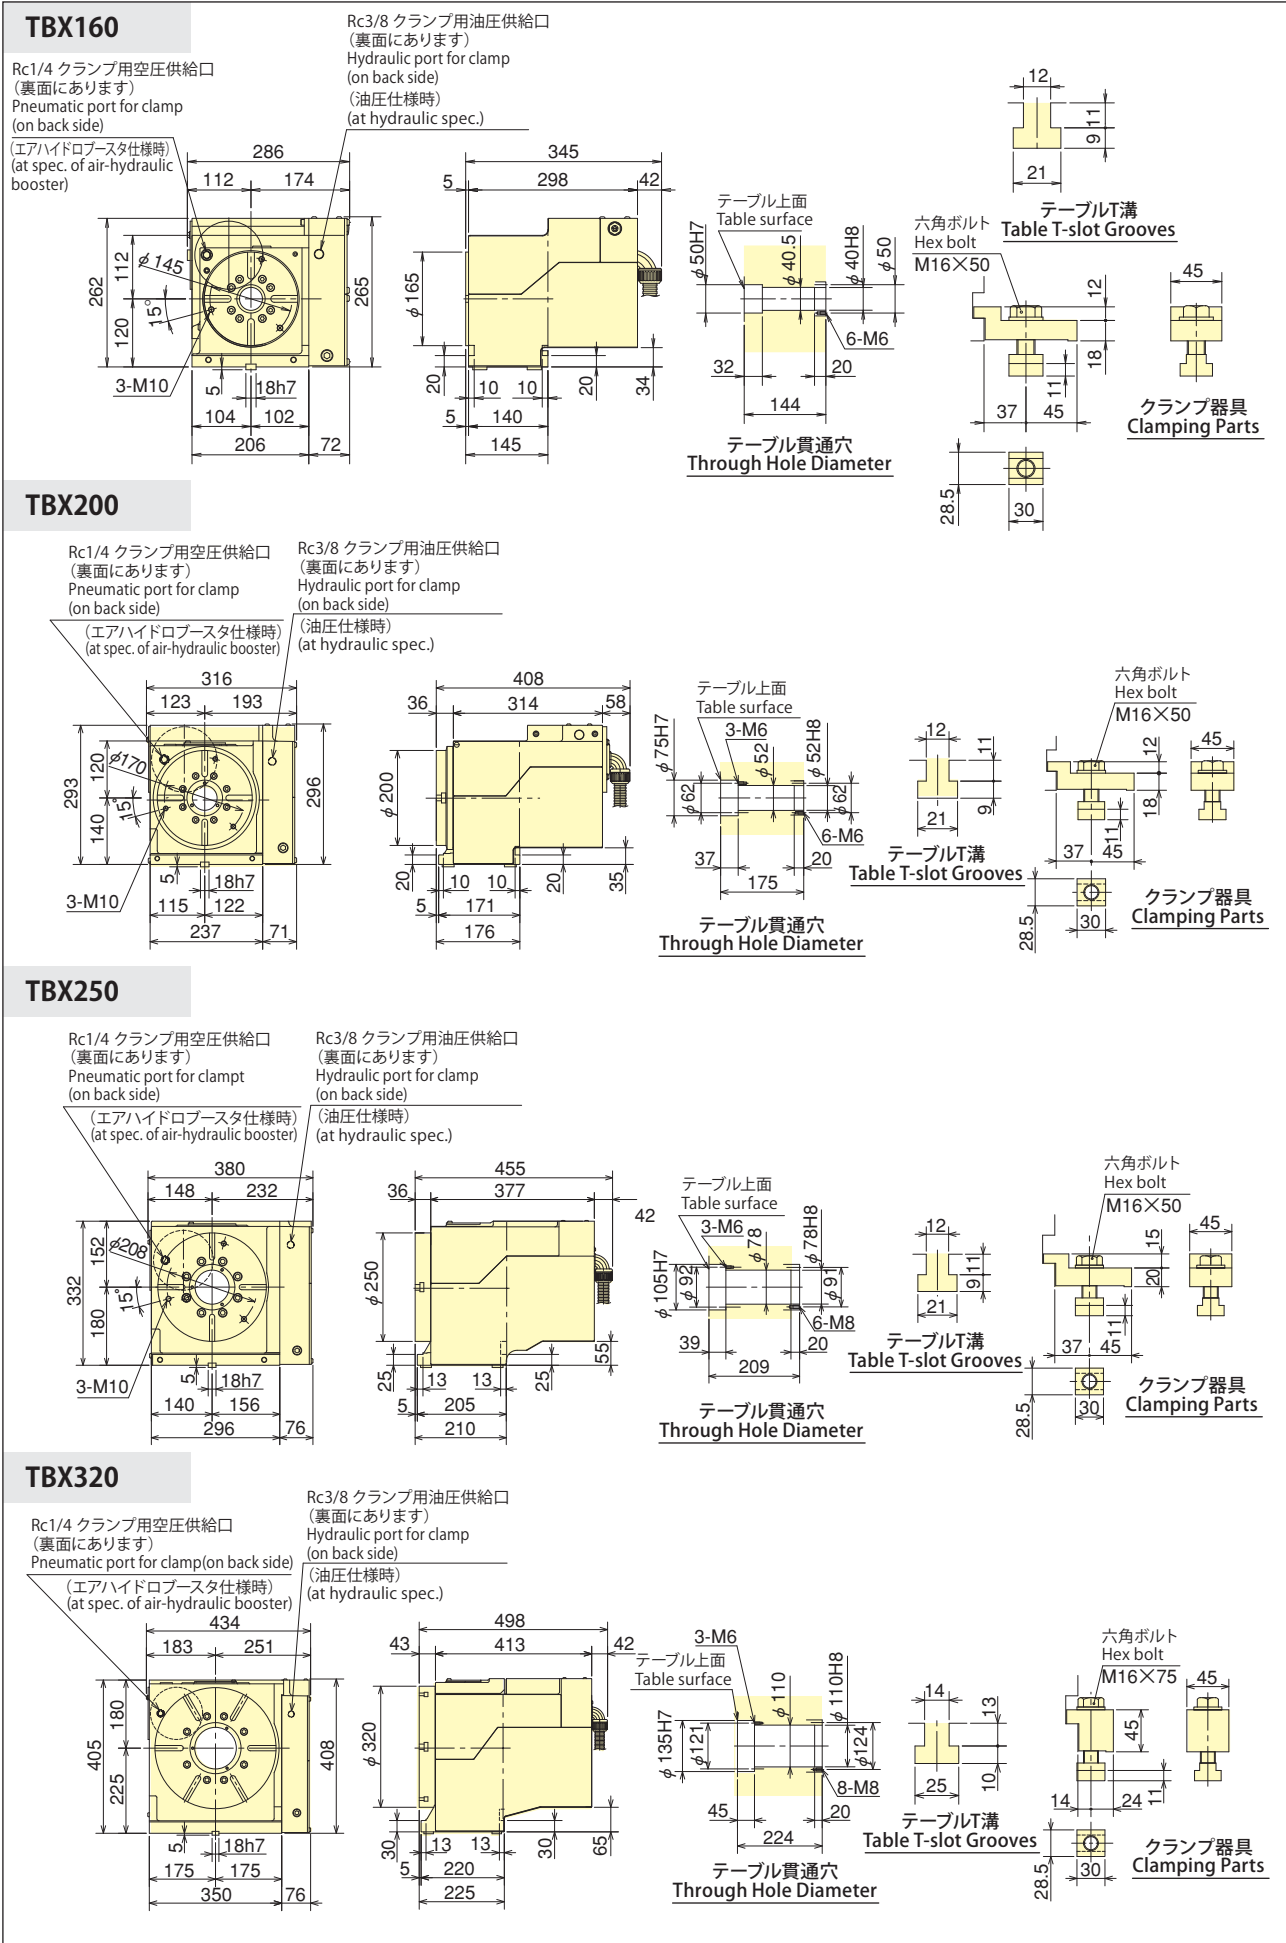 TBX160
Rc3/8 クランプ用油圧供給口
(裏面にあります)
Hydraulic port for clamp
(on back side)
(油圧仕様時)
(at hydraulic spec.)
Rc1/4 クランプ用空圧供給口
(裏面にあります)
Pneumatic port for clamp
(on back side)
(エアハイドロブースタ仕様時)
(at spec. of air-hydraulic
booster)
286
112 174
262
112
120
φ145
15°
265
3-M10
5
18h7
104 102
206 72
345
5 298 42
φ165
20
10 10
20
34
5 140
145
テーブル上面
Table surface
φ50H7
φ40.5
φ40H8
φ50
6-M6
32 20
144
テーブル貫通穴
Through Hole Diameter
12
11
9
21
テーブルT溝
Table T-slot Grooves
六角ボルト
Hex bolt
M16×50
45
12
18
11
37 45
クランプ器具
Clamping Parts
28.5
30
TBX200
Rc1/4 クランプ用空圧供給口
(裏面にあります)
Pneumatic port for clamp
(on back side)
(エアハイドロブースタ仕様時)
(at spec. of air-hydraulic booster)
Rc3/8 クランプ用油圧供給口
(裏面にあります)
Hydraulic port for clamp
(on back side)
(油圧仕様時)
(at hydraulic spec.)
316
123 193
293
120
140
φ170
15°
296
3-M10
5
18h7
115 122
237 71
408
36 314 58
φ200
20
10 10
20
35
5 171
176
テーブル上面
Table surface
3-M6
φ75H7
φ62
φ52
φ52H8
φ62
6-M6
37 20
175
テーブル貫通穴
Through Hole Diameter
12
11
9
21
テーブルT溝
Table T-slot Grooves
六角ボルト
Hex bolt
M16×50
45
12
18
11
37 45
28.5
30
クランプ器具
Clamping Parts
TBX250
Rc1/4 クランプ用空圧供給口
(裏面にあります)
Pneumatic port for clampt
(on back side)
(エアハイドロブースタ仕様時)
(at spec. of air-hydraulic booster)
Rc3/8 クランプ用油圧供給口
(裏面にあります)
Hydraulic port for clamp
(on back side)
(油圧仕様時)
(at hydraulic spec.)
380
148 232
332
152
180
φ208
15°
3-M10
5
18h7
140 156
296 76
455
36 377 42
φ250
25
13 13
25
55
5 205
210
テーブル上面
Table surface
3-M6
φ105H7
φ92
φ78
φ78H8
φ91
6-M8
39 20
209
テーブル貫通穴
Through Hole Diameter
12
11
9
21
テーブルT溝
Table T-slot Grooves
六角ボルト
Hex bolt
M16×50
45
15
20
11
37 45
28.5
30
クランプ器具
Clamping Parts
TBX320
Rc3/8 クランプ用油圧供給口
(裏面にあります)
Hydraulic port for clamp
(on back side)
(油圧仕様時)
(at hydraulic spec.)
Rc1/4 クランプ用空圧供給口
(裏面にあります)
Pneumatic port for clamp(on back side)
(エアハイドロブースタ仕様時)
(at spec. of air-hydraulic booster)
434
183 251
405
180
225
408
5
18h7
175 175
350 76
498
43 413 42
φ320
30
13 13
30
65
5 220
225
3-M6
テーブル上面
Table surface
φ135H7
φ121
φ110
φ110H8
φ124
8-M8
45 20
224
テーブル貫通穴
Through Hole Diameter
14
13
10
25
テーブルT溝
Table T-slot Grooves
六角ボルト
Hex bolt
M16×75
45
45
11
14 24
28.5
30
クランプ器具
Clamping Parts